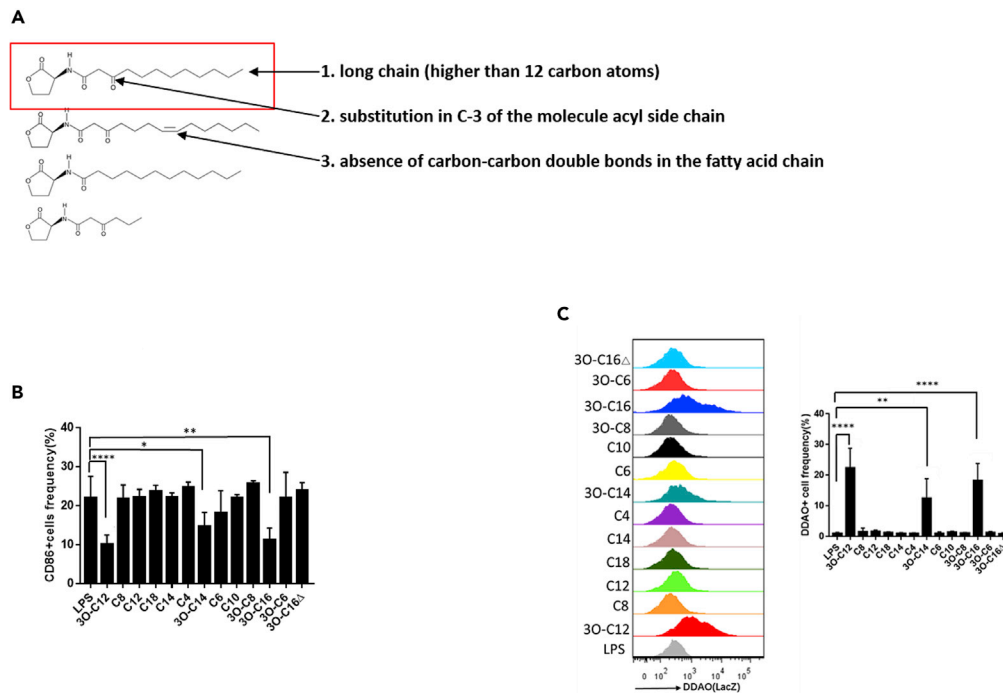 A
1. long chain (higher than 12 carbon atoms)
2. substitution in C-3 of the molecule acyl side chain
3. absence of carbon-carbon double bonds in the fatty acid chain
H
O
N
O
O
O
H
O
N
O
O
O
H
O
N
O
O
H
O
N
O
O
O
B
CD86+cells frequency(%)
40
30
20
10
0
****
*
**
LPS
3O-C12
C8
C12
C18
C14
C4
3O-C14
C6
C10
3O-C8
3O-C16
3O-C6
3O-C16Δ
C
3O-C16△
3O-C6
3O-C16
3O-C8
C10
C6
3O-C14
C4
C14
C18
C12
C8
3O-C12
LPS
0 10² 10³ 10⁴ 10⁵
DDAO(LacZ)
DDAO+ cell frequency(%)
40
30
20
10
0
****
**
****
LPS
3O-C12
C8
C12
C18
C14
C4
3O-C14
C8
C10
3O-C8
3O-C16
3O-C6
3O-C16Δ